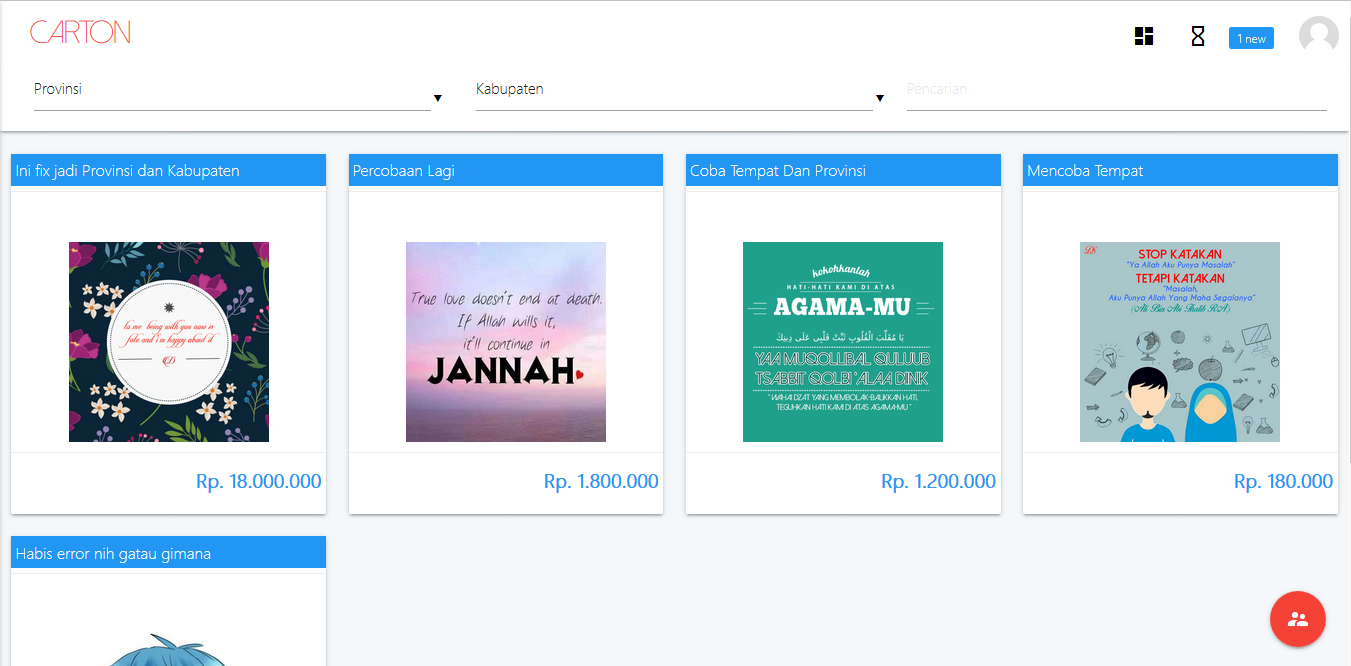 CARTON
1 new
Provinsi
Kabupaten
Pencarian
Ini fix jadi Provinsi dan Kabupaten
Percobaan Lagi
Coba Tempat Dan Provinsi
Mencoba Tempat
to me being with you now is
fate and i'm happy about it
True love doesn't end at death.
If Allah wills it,
it'll continue in
JANNAH
kokohkanlah
HATI-HATI KAMI DI ATAS
AGAMA-MU
يَا مُقَلِّبَ الْقُلُوبِ ثَبِّتْ قَلْبِي عَلَى دِينِكَ
YAA MUQOLLIBAL QULUUB
TSABBIT QOLBI 'ALAA DINK
"WAHAI DZAT YANG MEMBOLAK-BALIKKAN HATI,
TEGUHKAN HATI KAMI DI ATAS AGAMA-MU"
STOP KATAKAN
"Ya Allah Aku Punya Masalah"
TETAPI KATAKAN
"Masalah,
Aku Punya Allah Yang Maha Segalanya"
(Ali Bin Abi Tholib RA)
Rp. 18.000.000
Rp. 1.800.000
Rp. 1.200.000
Rp. 180.000
Habis error nih gatau gimana